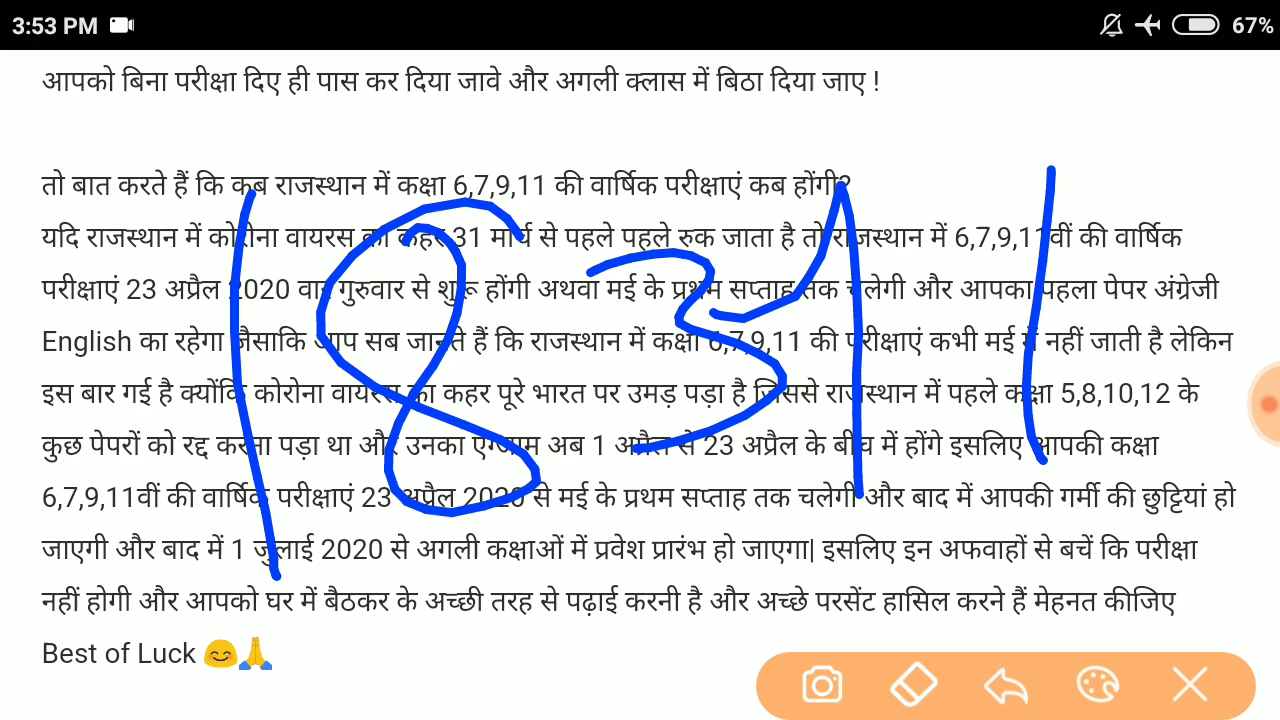 3:53 PM 67%
आपको बिना परीक्षा दिए ही पास कर दिया जावे और अगली क्लास में बिठा दिया जाए !
तो बात करते हैं कि कब राजस्थान में कक्षा 6,7,9,11 की वार्षिक परीक्षाएं कब होंगी?
यदि राजस्थान में कोरोना वायरस का कहर 31 मार्च से पहले पहले रुक जाता है तो राजस्थान में 6,7,9,11वीं की वार्षिक
परीक्षाएं 23 अप्रैल 2020 वार गुरुवार से शुरू होंगी अथवा मई के प्रथम सप्ताह तक चलेगी और आपका पहला पेपर अंग्रेजी
English का रहेगा जैसाकि आप सब जानते हैं कि राजस्थान में कक्षा 6,7,9,11 की परीक्षाएं कभी मई में नहीं जाती है लेकिन
इस बार गई है क्योंकि कोरोना वायरस का कहर पूरे भारत पर उमड़ पड़ा है जिससे राजस्थान में पहले कक्षा 5,8,10,12 के
कुछ पेपरों को रद्द करना पड़ा था और उनका एग्जाम अब 1 अप्रैल से 23 अप्रैल के बीच में होंगे इसलिए आपकी कक्षा
6,7,9,11वीं की वार्षिक परीक्षाएं 23 अप्रैल 2020 से मई के प्रथम सप्ताह तक चलेगी और बाद में आपकी गर्मी की छुट्टियां हो
जाएगी और बाद में 1 जुलाई 2020 से अगली कक्षाओं में प्रवेश प्रारंभ हो जाएगा| इसलिए इन अफवाहों से बचें कि परीक्षा
नहीं होगी और आपको घर में बैठकर के अच्छी तरह से पढ़ाई करनी है और अच्छे परसेंट हासिल करने हैं मेहनत कीजिए
Best of Luck 😊🙏